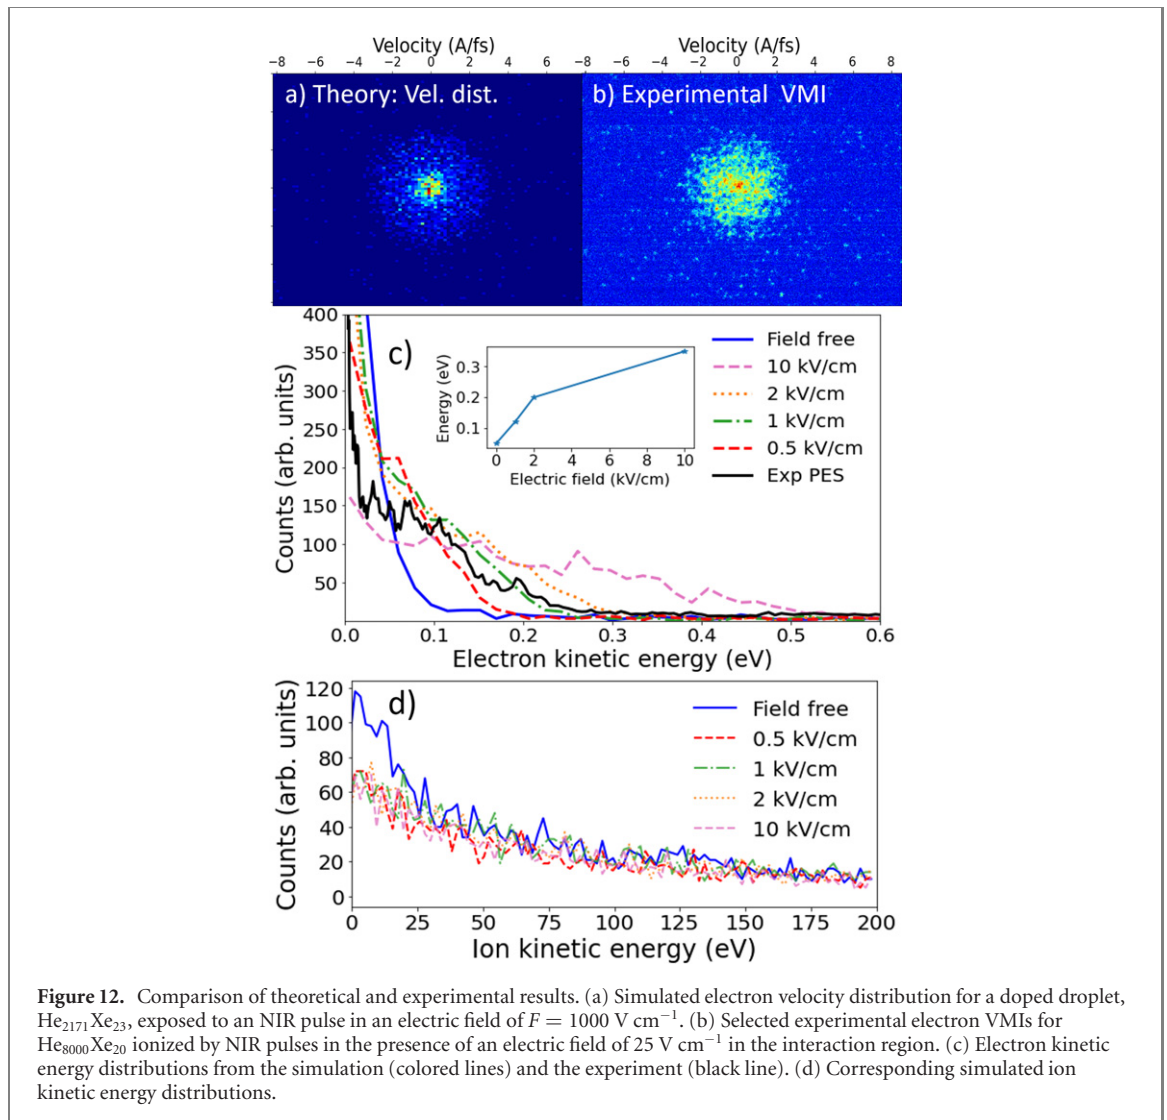 Velocity (A/fs) Velocity (A/fs)
−8 −6 −4 −2 0 2 4 6 8 −6 −4 −2 0 2 4 6 8
a) Theory: Vel. dist. b) Experimental VMI
400
350
300
250
200
150
100
50
Counts (arb. units)
c)
0.3
0.2
0.1
Energy (eV)
0 2 4 6 8 10
Electric field (kV/cm)
Field free
10 kV/cm
2 kV/cm
1 kV/cm
0.5 kV/cm
Exp PES
0.0 0.1 0.2 0.3 0.4 0.5 0.6
Electron kinetic energy (eV)
120
100
80
60
40
20
0
Counts (arb. units)
d)
Field free
0.5 kV/cm
1 kV/cm
2 kV/cm
10 kV/cm
0 25 50 75 100 125 150 175 200
Ion kinetic energy (eV)
Figure 12. Comparison of theoretical and experimental results. (a) Simulated electron velocity distribution for a doped droplet,
He₂₁₇₁Xe₂₃, exposed to an NIR pulse in an electric field of F = 1000 V cm⁻¹. (b) Selected experimental electron VMIs for
He₈₀₀₀Xe₂₀ ionized by NIR pulses in the presence of an electric field of 25 V cm⁻¹ in the interaction region. (c) Electron kinetic
energy distributions from the simulation (colored lines) and the experiment (black line). (d) Corresponding simulated ion
kinetic energy distributions.